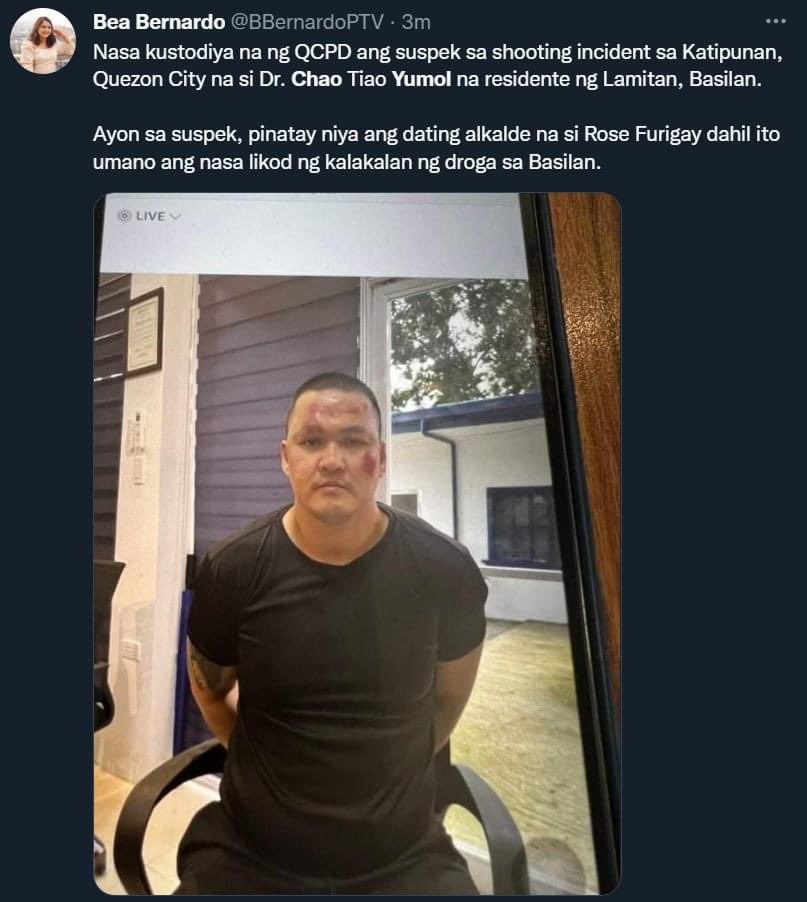 Bea Bernardo @BBernardoPTV · 3m
Nasa kustodiya na ng QCPD ang suspek sa shooting incident sa Katipunan,
Quezon City na si Dr. Chao Tiao Yumol na residente ng Lamitan, Basilan.
Ayon sa suspek, pinatay niya ang dating alkalde na si Rose Furigay dahil ito
umano ang nasa likod ng kalakalan ng droga sa Basilan.
LIVE